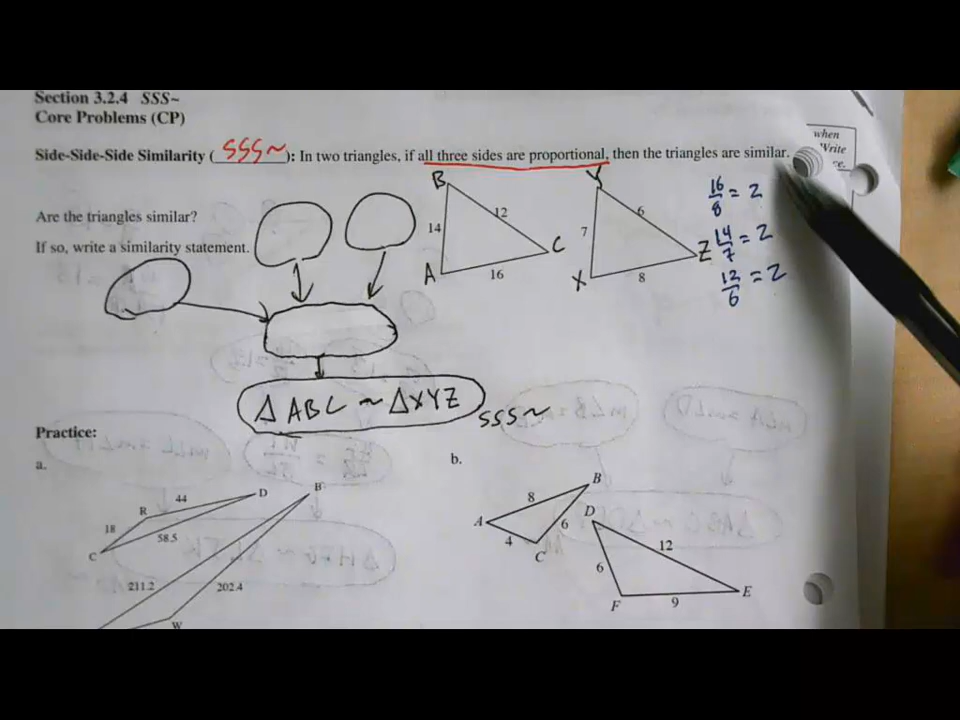 Section 3.2.4 SSS~
Core Problems (CP)
when
Write
ce.
Side-Side-Side Similarity ( SSS~ ): In two triangles, if all three sides are proportional, then the triangles are similar.
B
Y
16/8 = 2
Are the triangles similar?
14
12
7
6
If so, write a similarity statement.
C
Z
14/7 = 2
A
16
X
8
12/6 = 2
Δ ABC ~ ΔXYZ
SSS~
Practice:
a.
b.
44
D
B
R
18
58.5
C
211.2
202.4
W
8
B
A
6
D
4
C
12
6
E
F
9